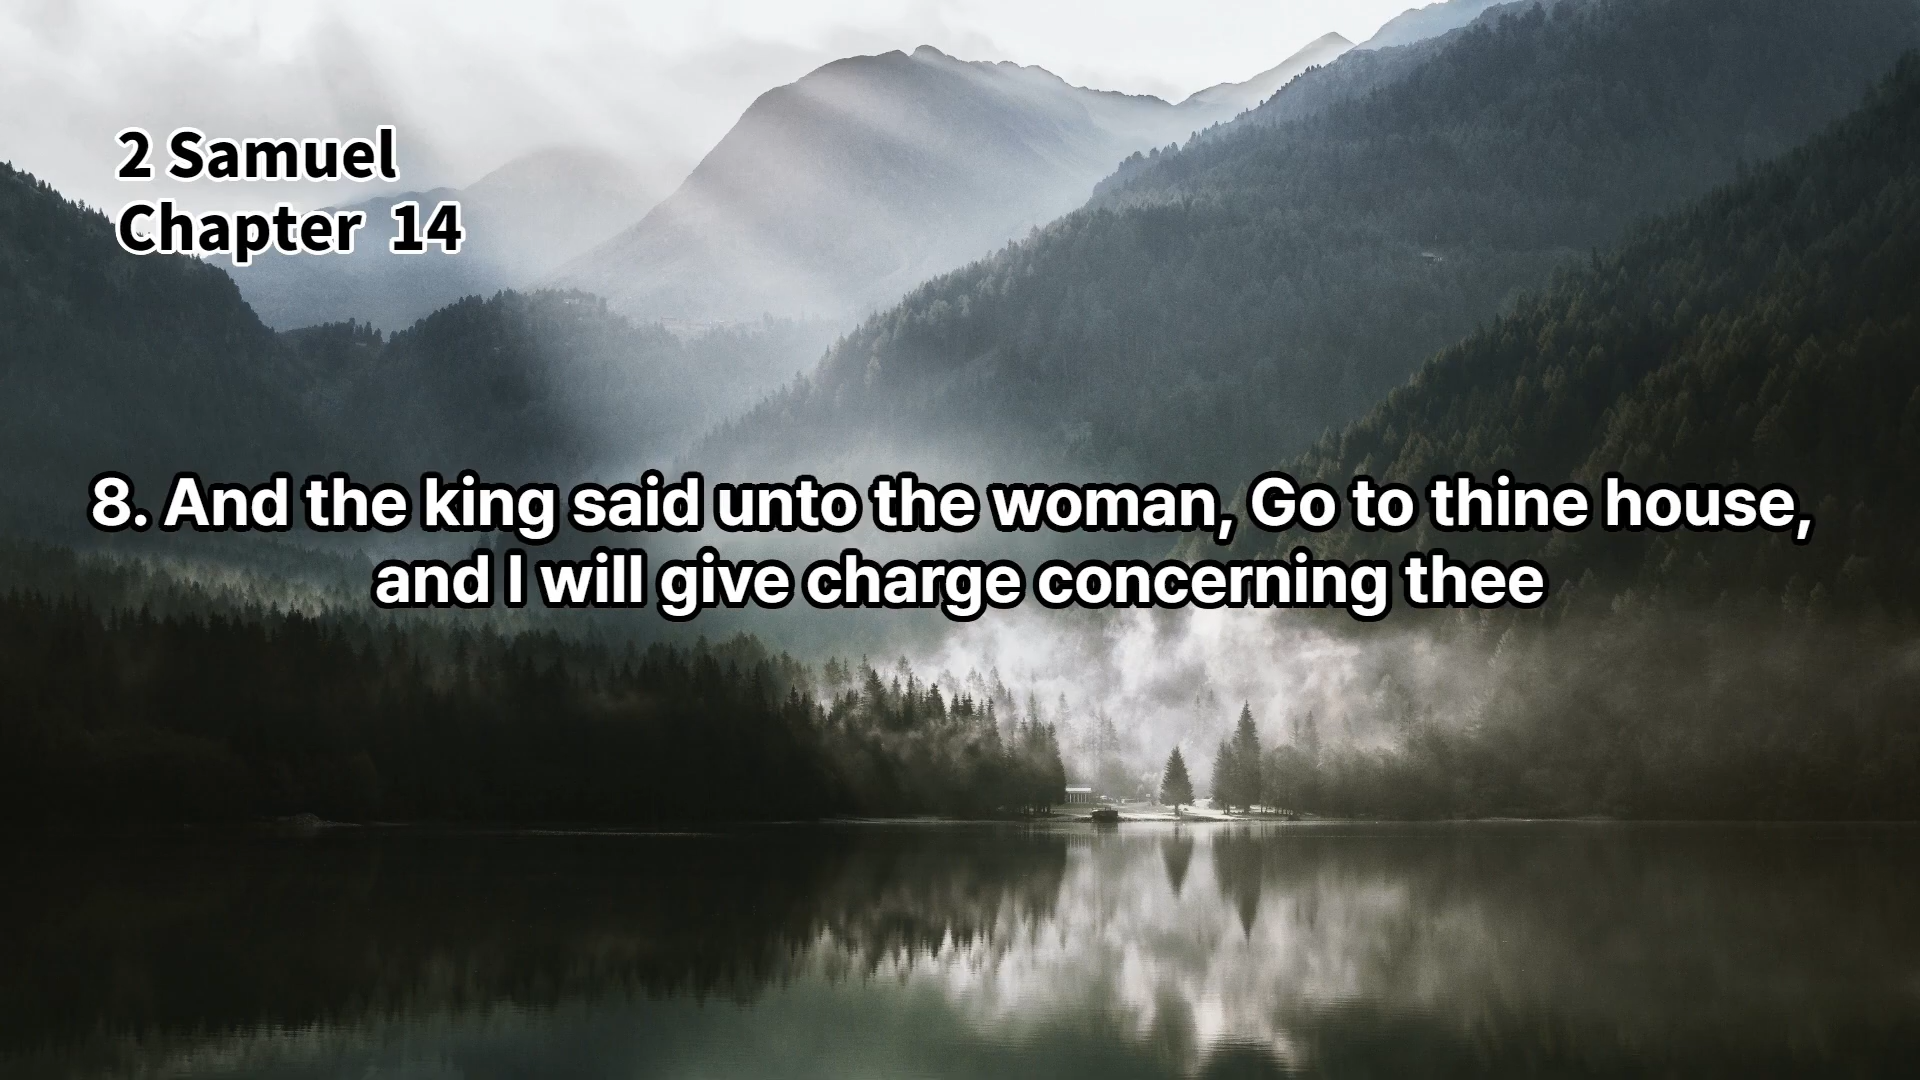 2 Samuel
Chapter 14
8. And the king said unto the woman, Go to thine house,
and I will give charge concerning thee